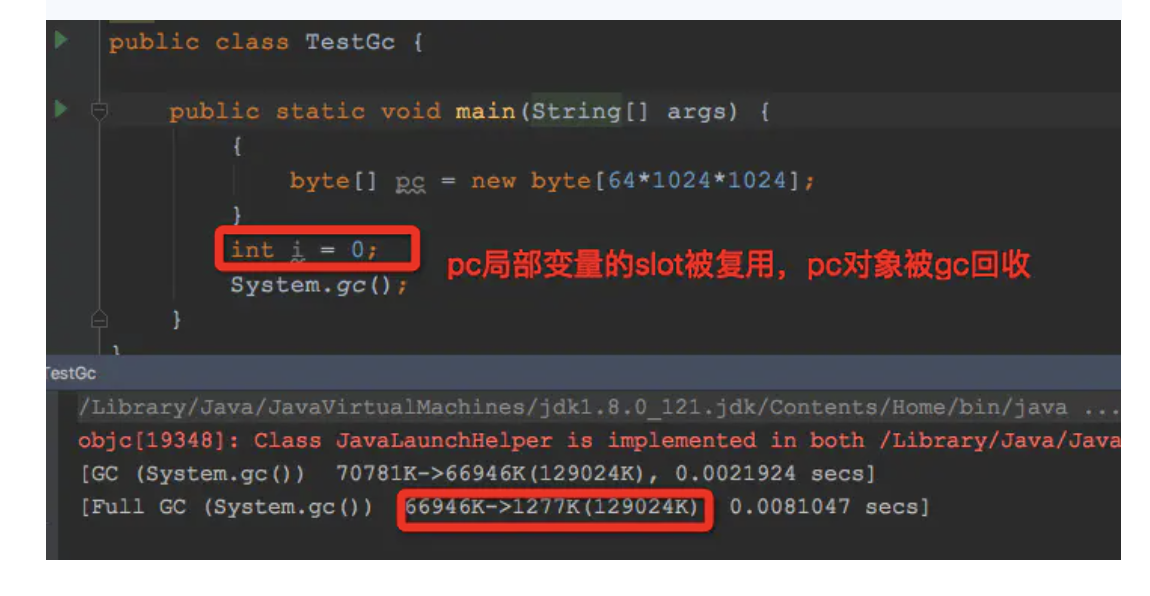 public class TestGc {
public static void main(String[] args) {
{
byte[] pc = new byte[64*1024*1024];
}
int i = 0;
pc局部变量的slot被复用，pc对象被gc回收
System.gc();
}
}
TestGc
/Library/Java/JavaVirtualMachines/jdk1.8.0_121.jdk/Contents/Home/bin/java ...
objc[19348]: Class JavaLaunchHelper is implemented in both /Library/Java/Java
[GC (System.gc())  70781K->66946K(129024K), 0.0021924 secs]
[Full GC (System.gc())  66946K->1277K(129024K)  0.0081047 secs]